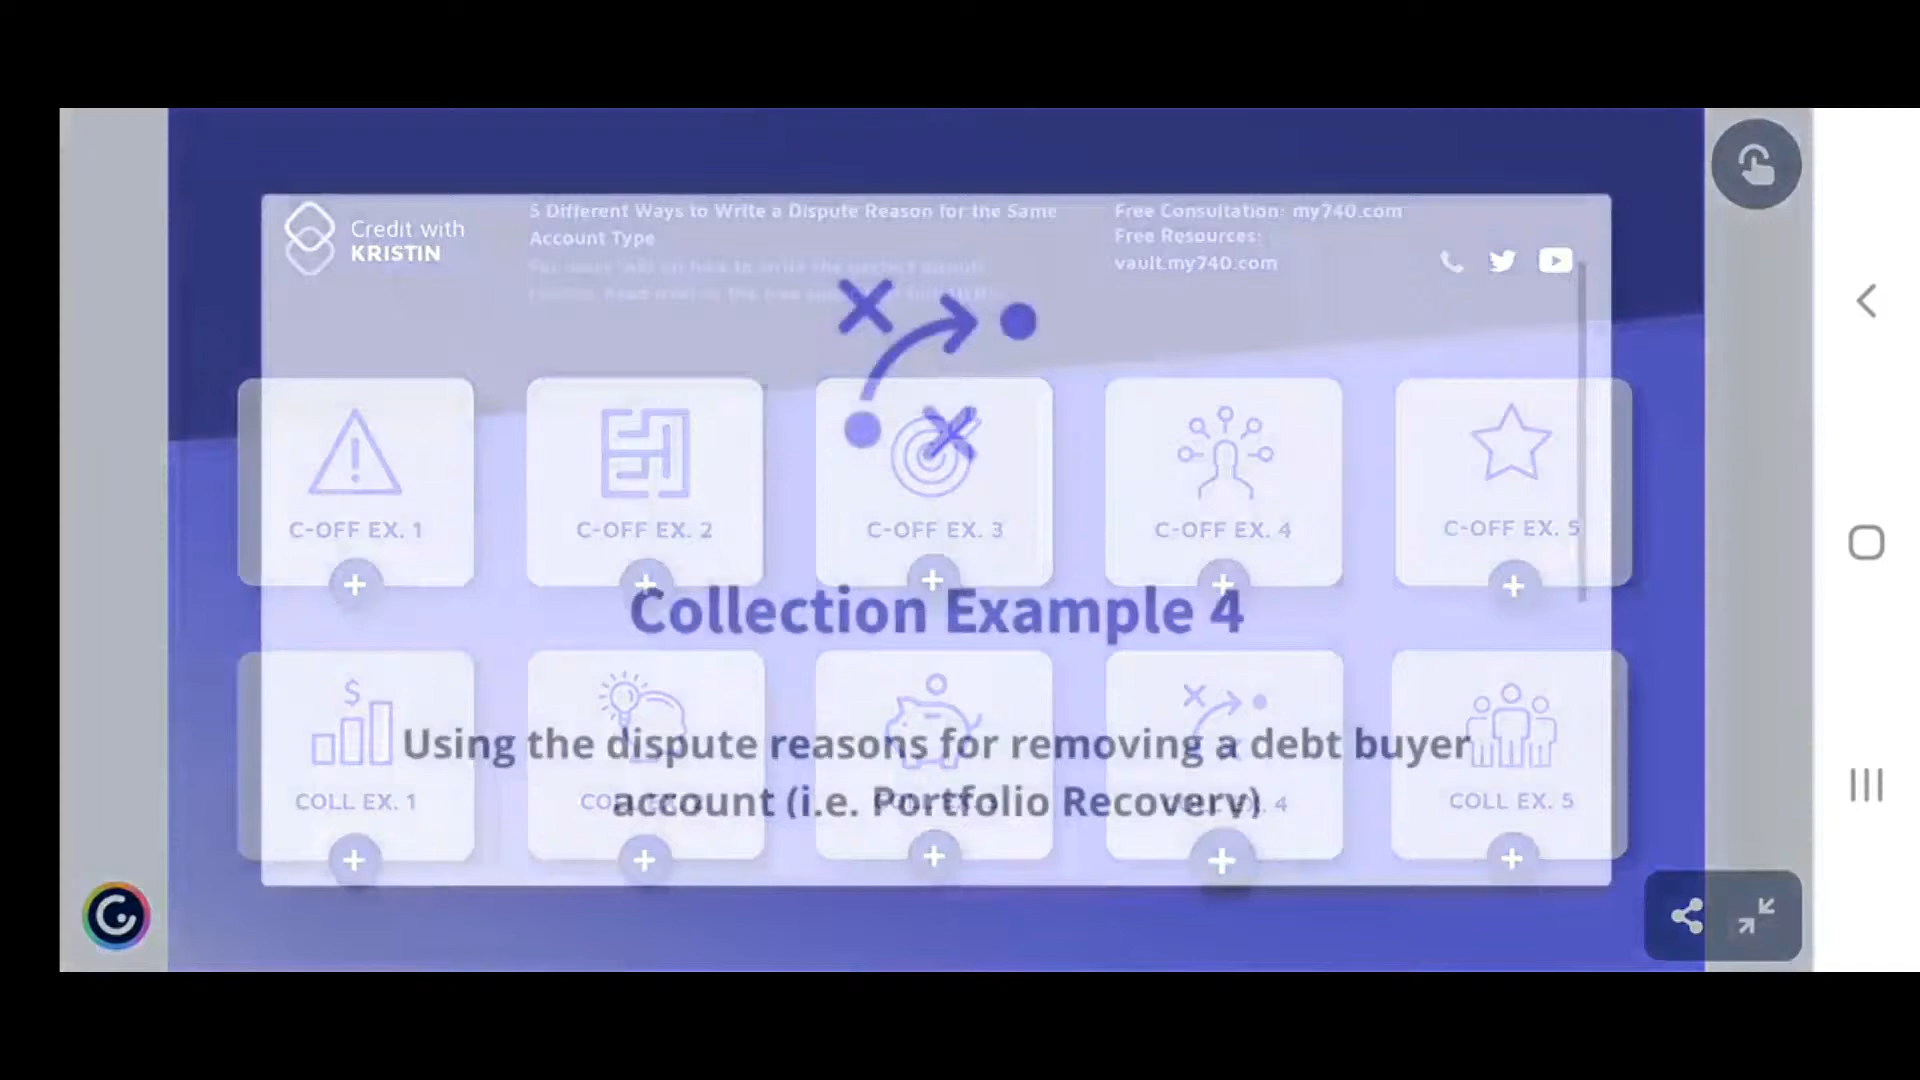 Credit with
KRISTIN
5 Different Ways to Write a Dispute Reason for the Same
Account Type
Free Consultation: my740.com
Free Resources:
vault.my740.com
C-OFF EX. 1
C-OFF EX. 2
C-OFF EX. 3
C-OFF EX. 4
C-OFF EX. 5
Collection Example 4
Using the dispute reasons for removing a debt buyer
account (i.e. Portfolio Recovery)
COLL EX. 1
COLL EX. 5